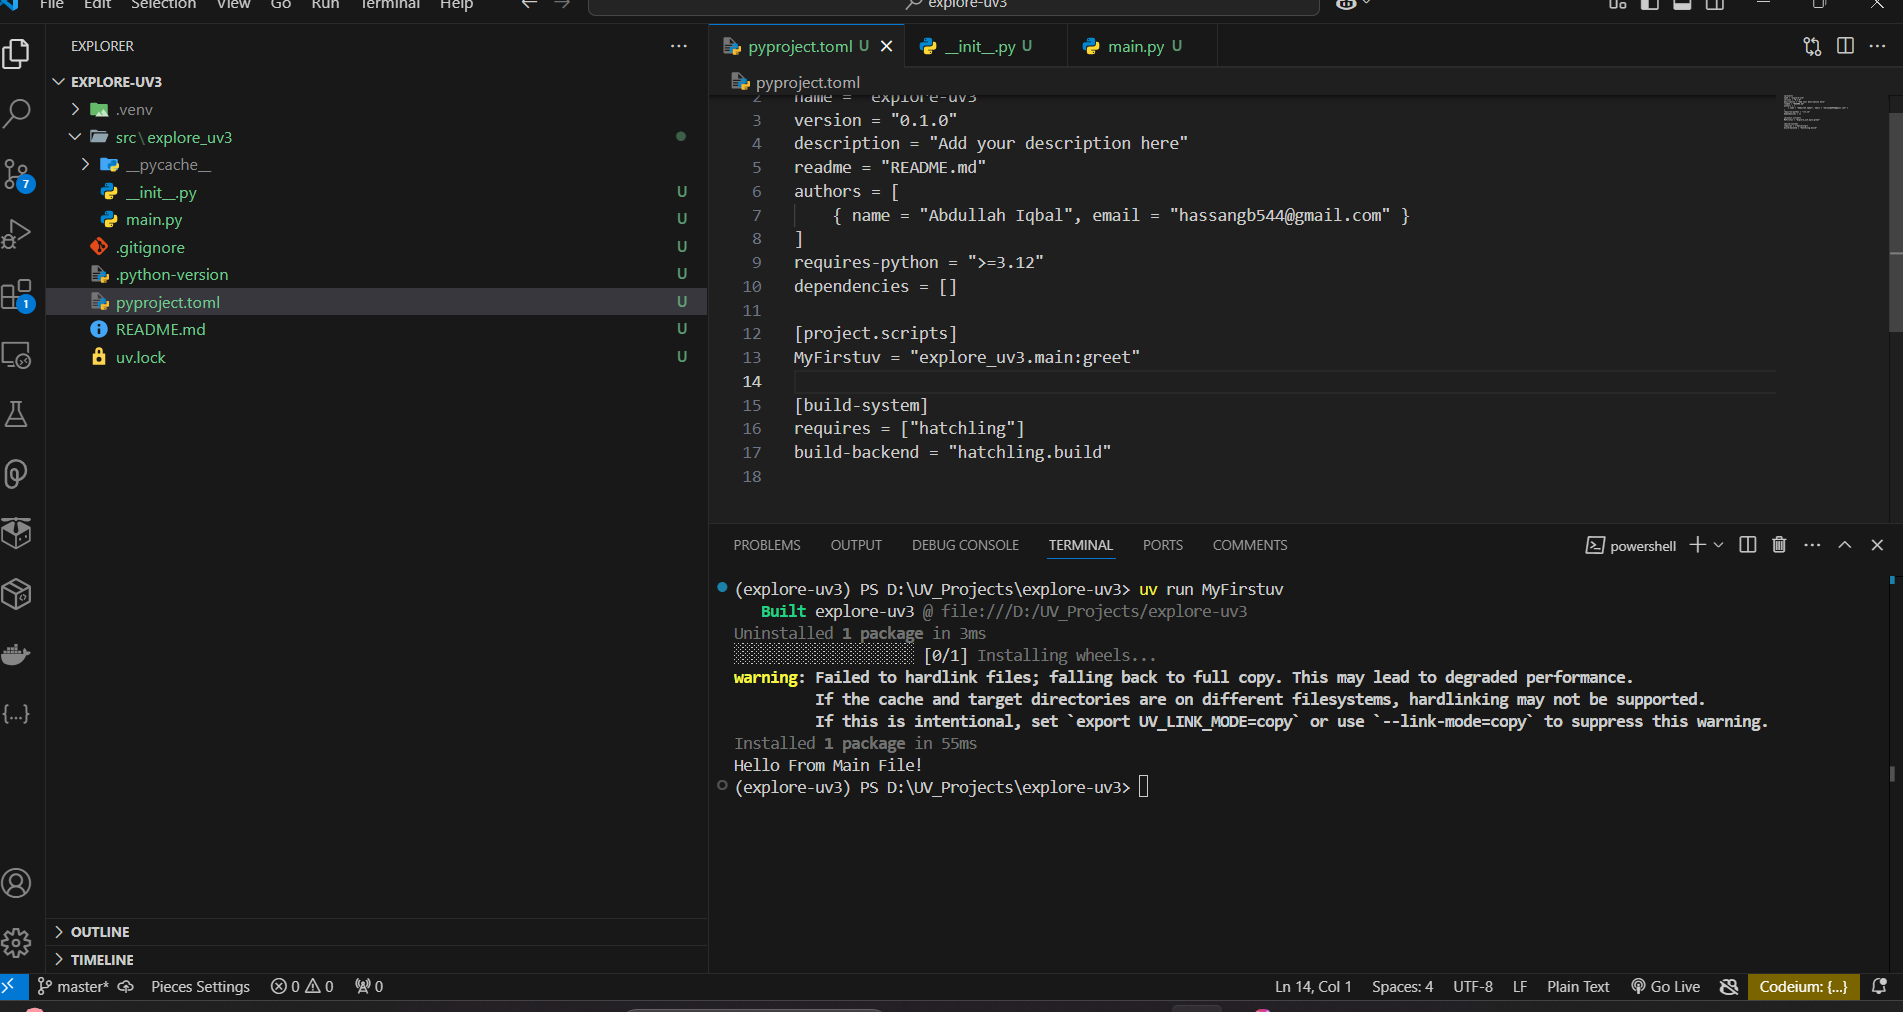 File Edit Selection View Go Run Terminal Help
explore-uv3
EXPLORER
EXPLORE-UV3
.venv
src\explore_uv3
__pycache__
__init__.py U
main.py U
.gitignore U
.python-version U
pyproject.toml U
README.md U
uv.lock U
7
1
OUTLINE
TIMELINE
pyproject.toml U
__init__.py U
main.py U
pyproject.toml
2 name = "explore-uv3"
3 version = "0.1.0"
4 description = "Add your description here"
5 readme = "README.md"
6 authors = [
7 { name = "Abdullah Iqbal", email = "hassangb544@gmail.com" }
8 ]
9 requires-python = ">=3.12"
10 dependencies = []
11
12 [project.scripts]
13 MyFirstuv = "explore_uv3.main:greet"
14
15 [build-system]
16 requires = ["hatchling"]
17 build-backend = "hatchling.build"
18
PROBLEMS OUTPUT DEBUG CONSOLE TERMINAL PORTS COMMENTS
powershell
(explore-uv3) PS D:\UV_Projects\explore-uv3> uv run MyFirstuv
Built explore-uv3 @ file:///D:/UV_Projects/explore-uv3
Uninstalled 1 package in 3ms
░░░░░░░░░░░░░░░░░░░░ [0/1] Installing wheels...
warning: Failed to hardlink files; falling back to full copy. This may lead to degraded performance.
If the cache and target directories are on different filesystems, hardlinking may not be supported.
If this is intentional, set `export UV_LINK_MODE=copy` or use `--link-mode=copy` to suppress this warning.
Installed 1 package in 55ms
Hello From Main File!
(explore-uv3) PS D:\UV_Projects\explore-uv3>
master* Pieces Settings 0 0 0
Ln 14, Col 1 Spaces: 4 UTF-8 LF Plain Text Go Live Codeium: {...}